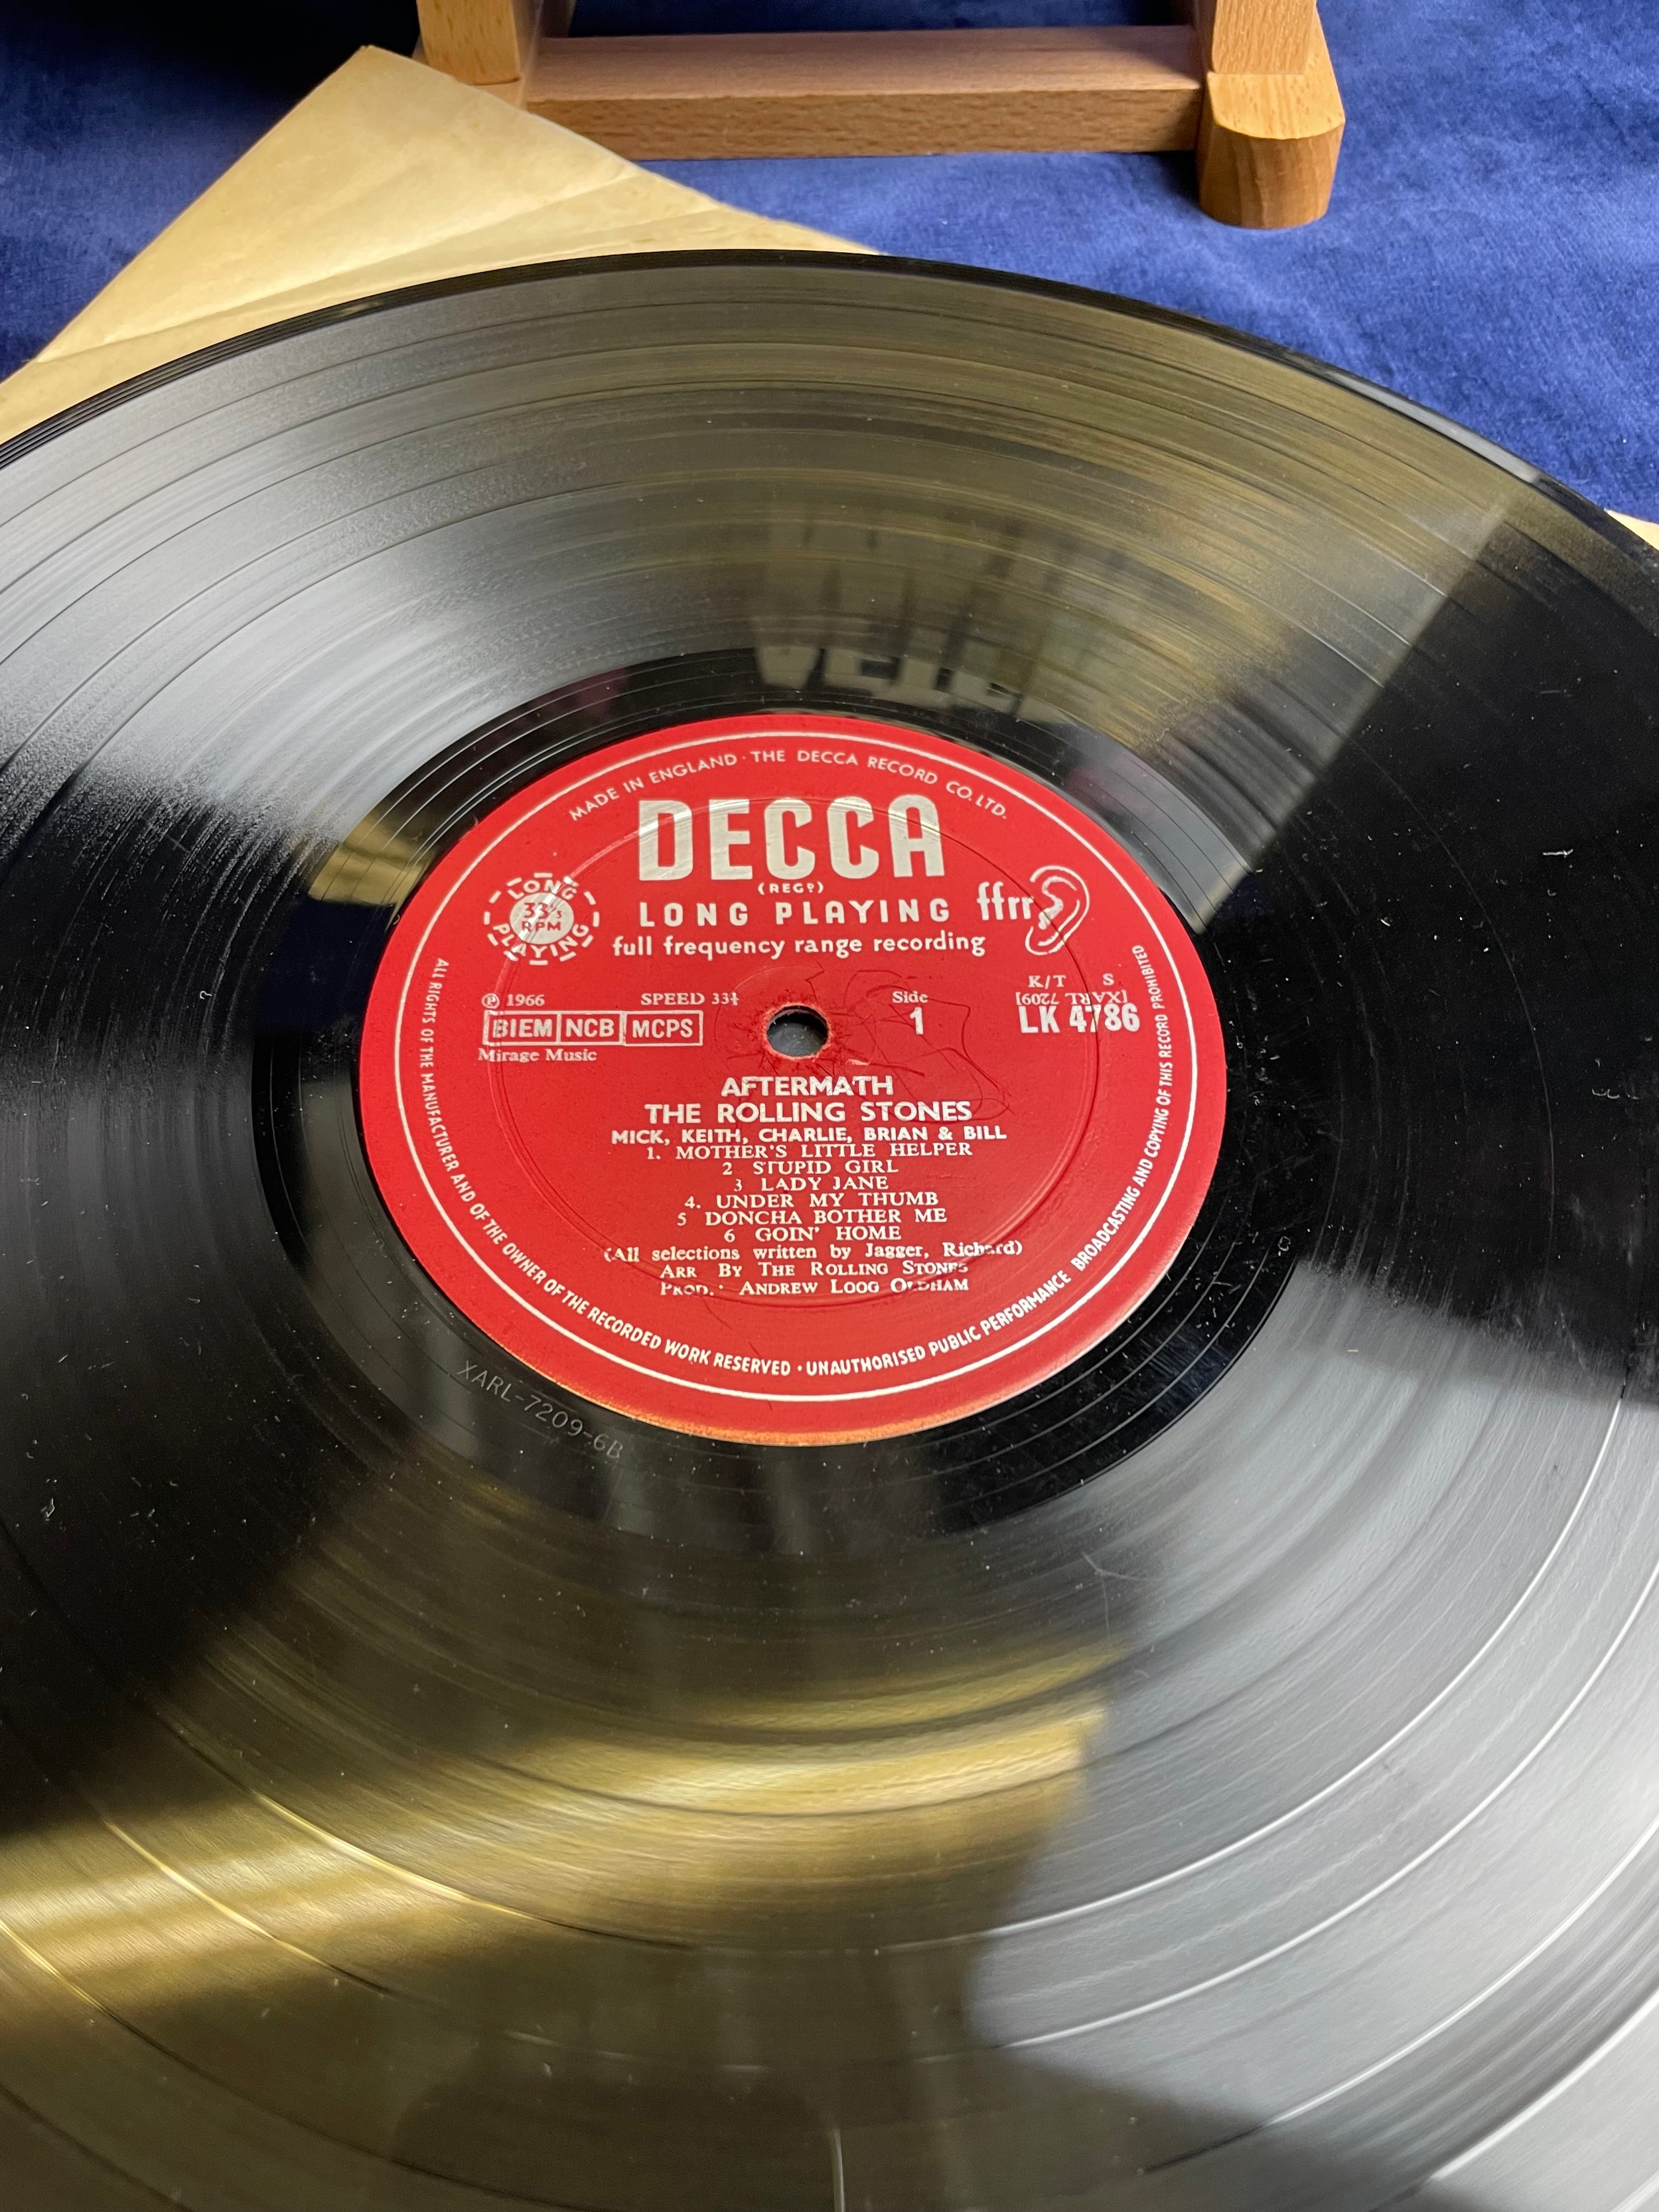 MADE IN ENGLAND · THE DECCA RECORD CO. LTD.
DECCA
(REGD)
LONG PLAYING
ffrr
full frequency range recording
LONG
33⅓
RPM
PLAYING
℗ 1966
SPEED 33⅓
Side
1
K/T S
[XARL 7209]
LK 4786
BIEM NCB MCPS
Mirage Music
AFTERMATH
THE ROLLING STONES
MICK, KEITH, CHARLIE, BRIAN & BILL
1. MOTHER'S LITTLE HELPER
2 STUPID GIRL
3 LADY JANE
4. UNDER MY THUMB
5 DONCHA BOTHER ME
6 GOIN' HOME
(All selections written by Jagger, Richard)
ARR BY THE ROLLING STONES
PROD.: ANDREW LOOG OLDHAM
ALL RIGHTS OF THE MANUFACTURER AND OF THE OWNER OF THE RECORDED WORK RESERVED · UNAUTHORISED PUBLIC PERFORMANCE BROADCASTING AND COPYING OF THIS RECORD PROHIBITED
XARL-7209-6B